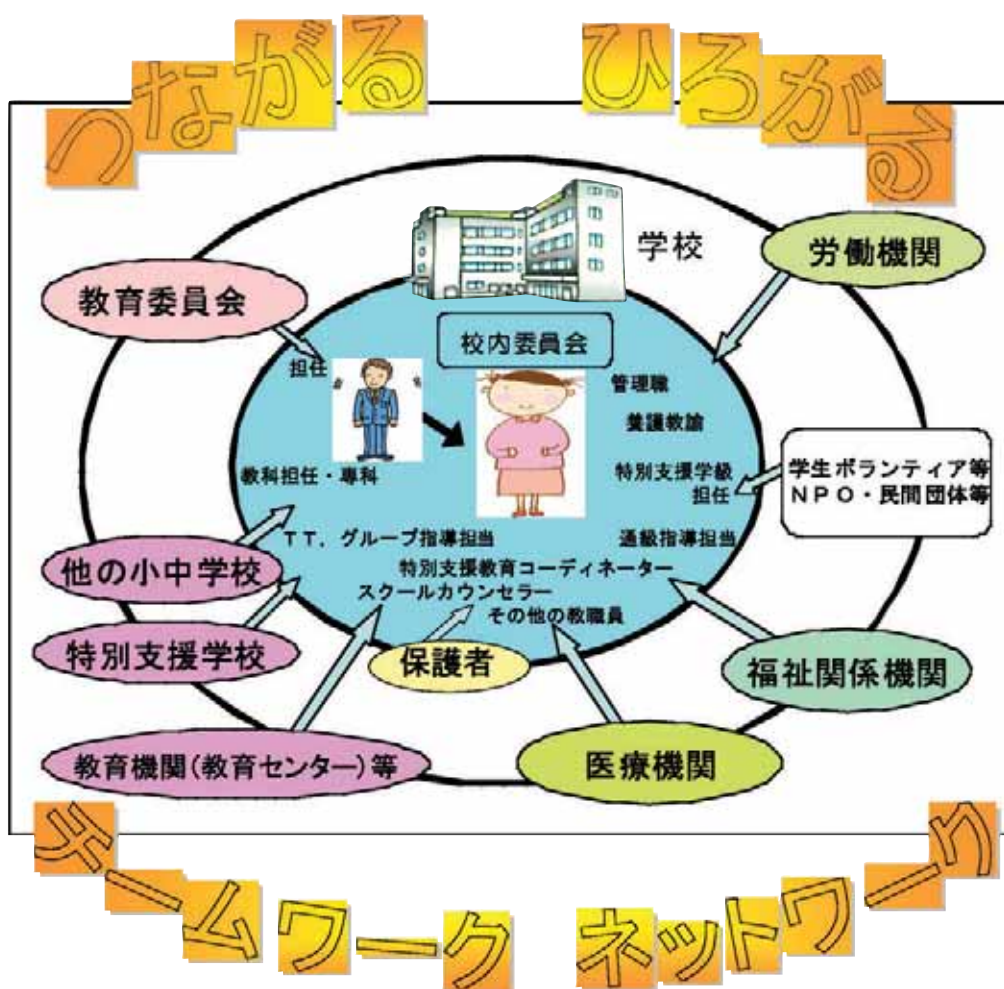 つながる ひろがる
学校
労働機関
教育委員会
校内委員会
担任
管理職
養護教諭
教科担任・専科
特別支援学級
担任
学生ボランティア等
NPO・民間団体等
TT．グループ指導担当
通級指導担当
他の小中学校
特別支援教育コーディネーター
スクールカウンセラー
その他の教職員
特別支援学校
保護者
福祉関係機関
教育機関(教育センター)等
医療機関
チームワーク ネットワーク